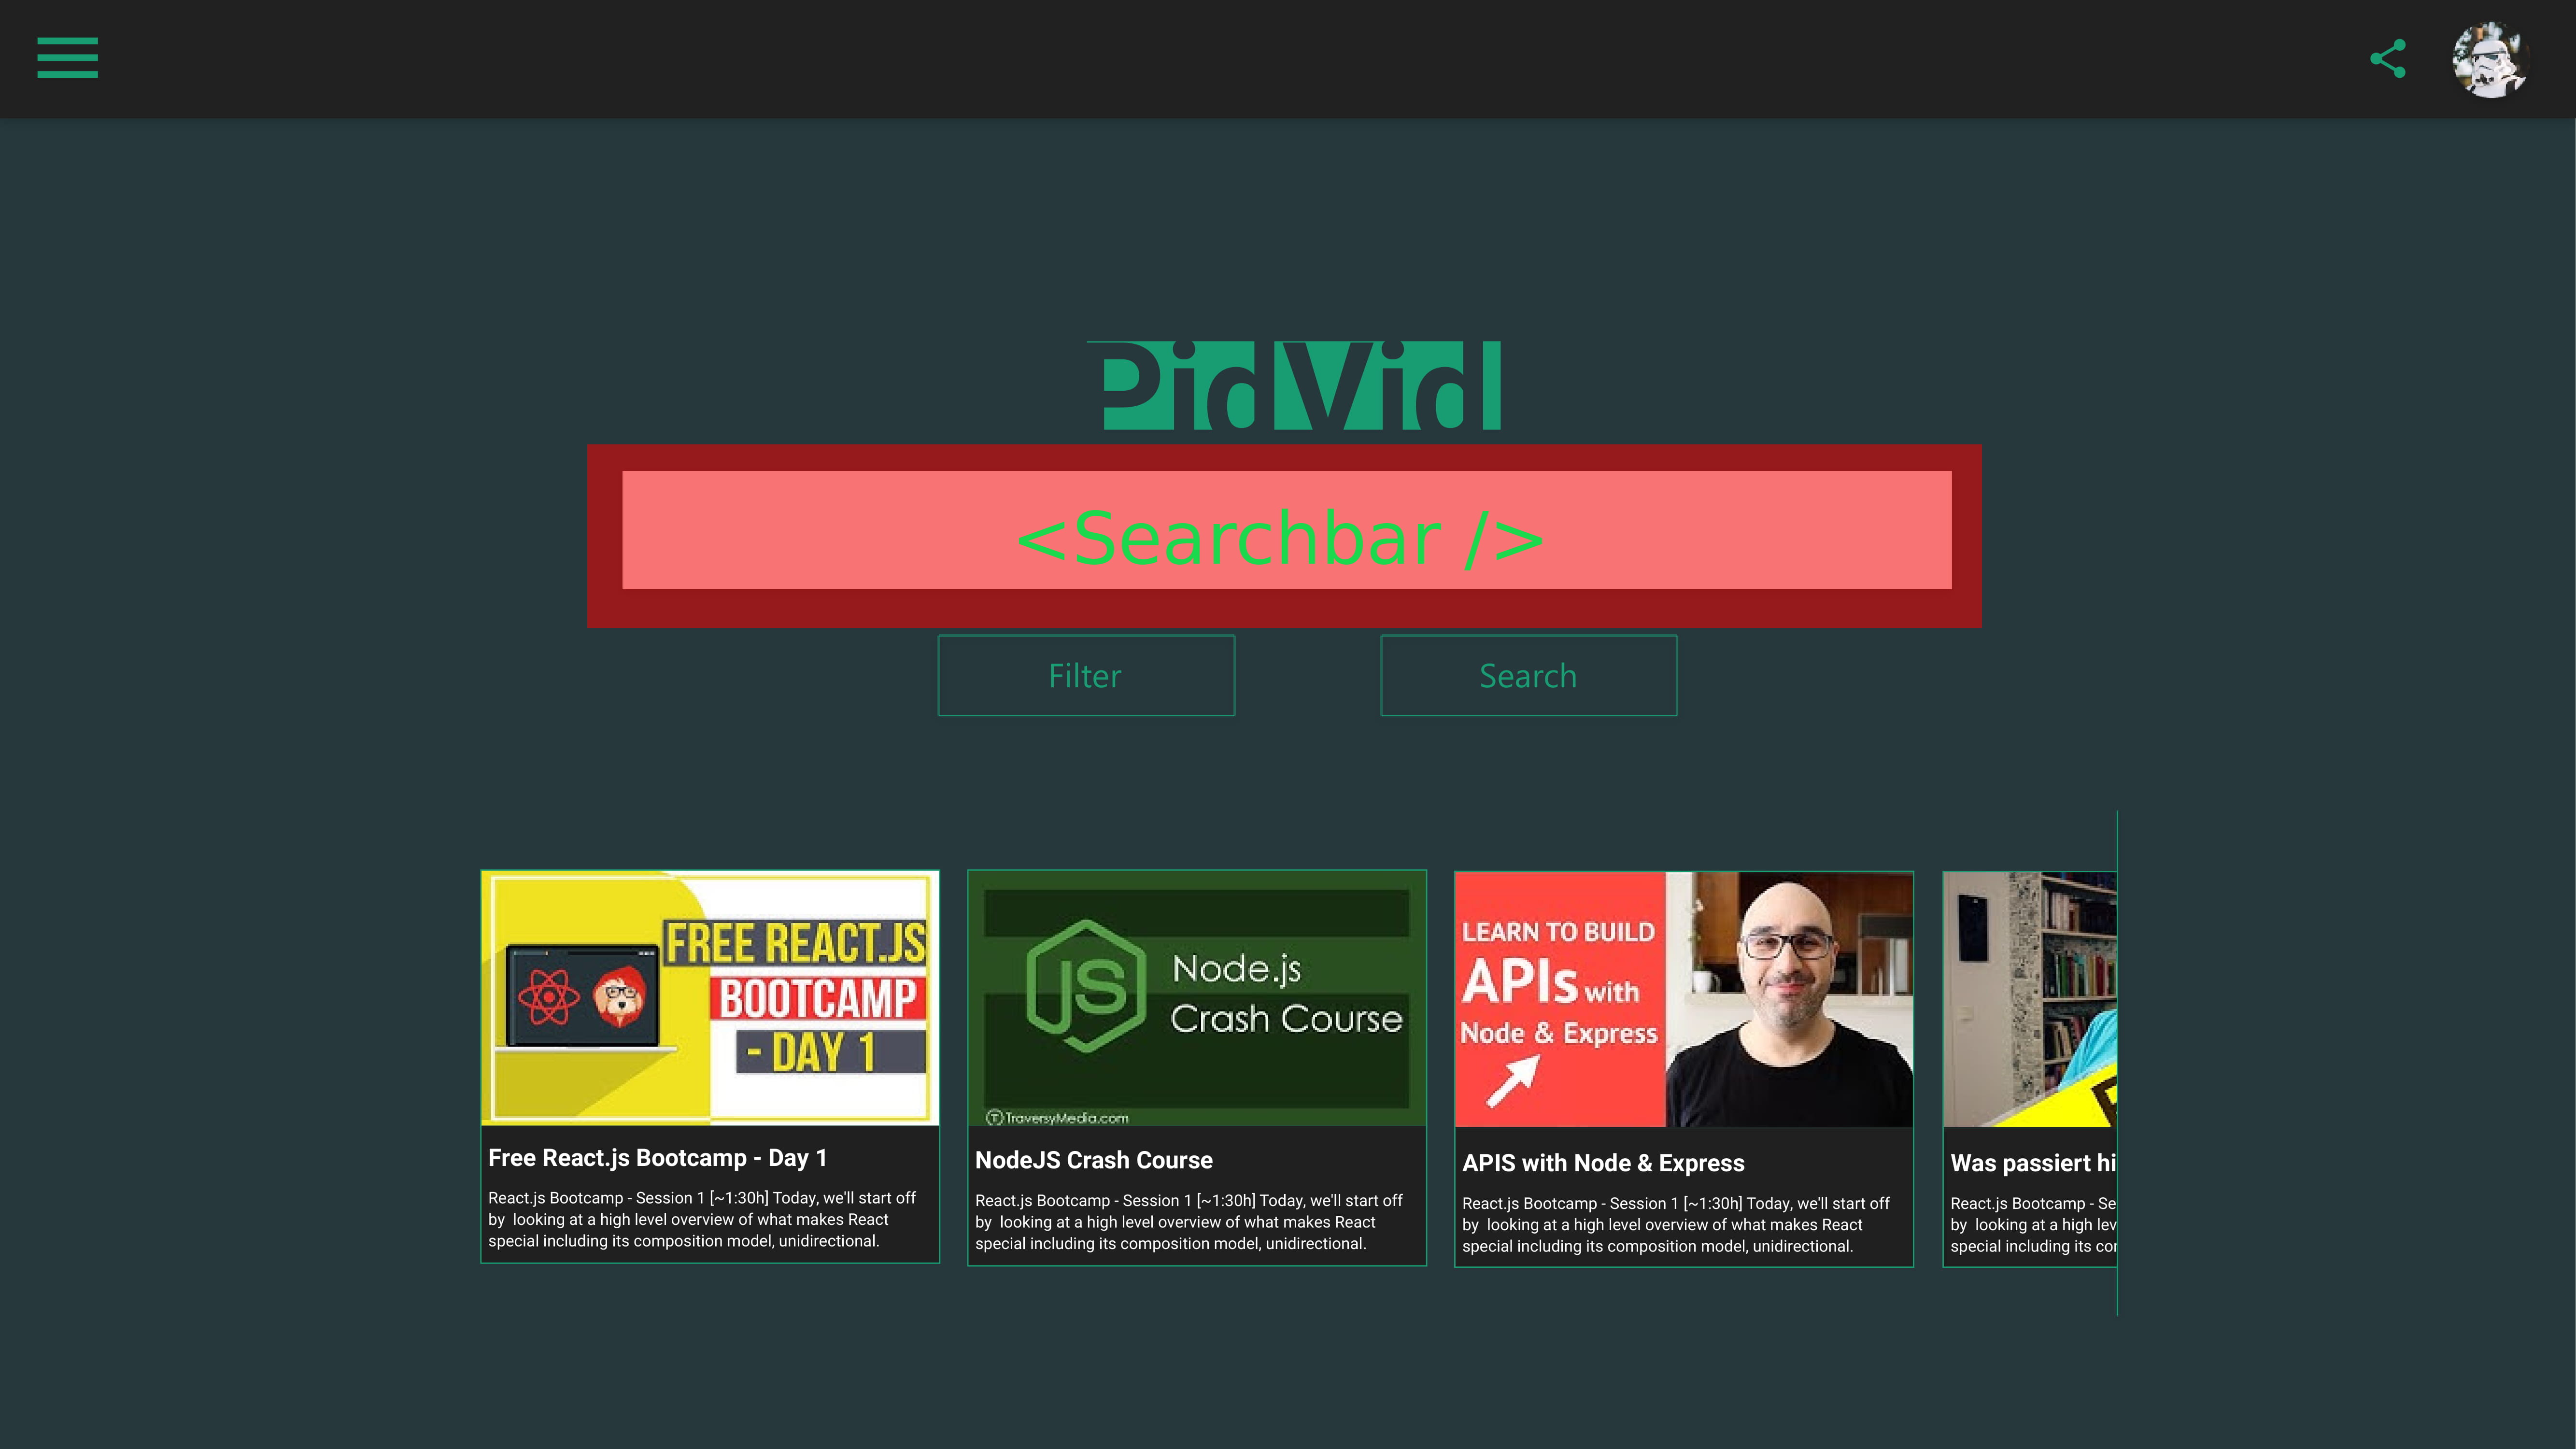 PidVid
<Searchbar />
Filter
Search
FREE REACT.JS
BOOTCAMP
- DAY 1
Free React.js Bootcamp - Day 1
React.js Bootcamp - Session 1 [~1:30h] Today, we'll start off
by looking at a high level overview of what makes React
special including its composition model, unidirectional.
JS
Node.js
Crash Course
TraversyMedia.com
NodeJS Crash Course
React.js Bootcamp - Session 1 [~1:30h] Today, we'll start off
by looking at a high level overview of what makes React
special including its composition model, unidirectional.
LEARN TO BUILD
APIs with
Node & Express
APIS with Node & Express
React.js Bootcamp - Session 1 [~1:30h] Today, we'll start off
by looking at a high level overview of what makes React
special including its composition model, unidirectional.
Was passiert hi
React.js Bootcamp - Se
by looking at a high lev
special including its